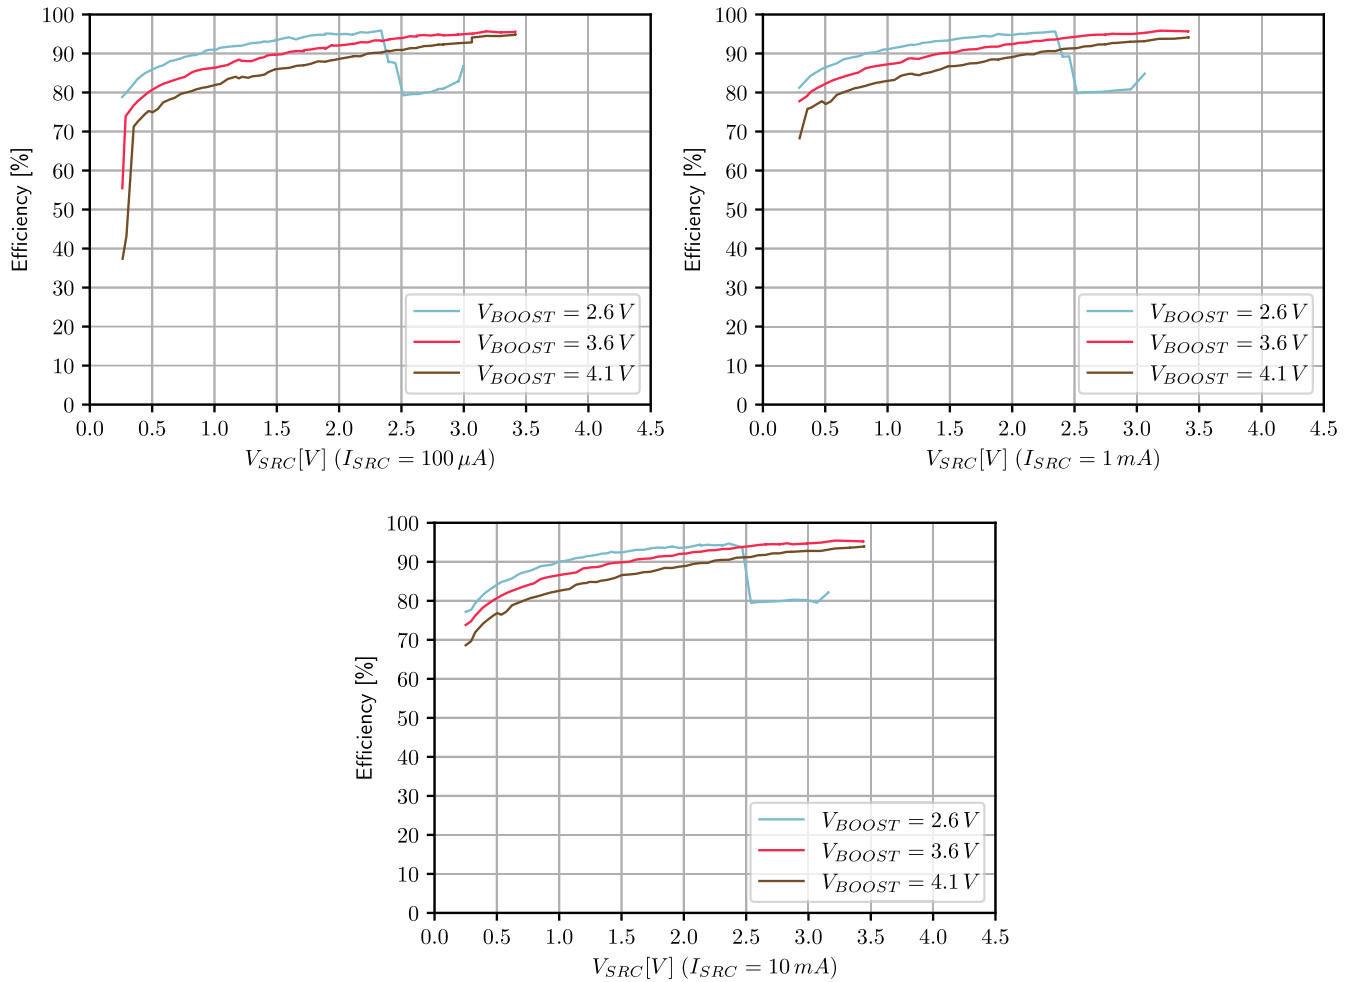 100
90
80
70
60
50
40
30
20
10
0
Efficiency [%]
0.0 0.5 1.0 1.5 2.0 2.5 3.0 3.5 4.0 4.5
V_SRC[V] (I_SRC = 100 µA)
V_BOOST = 2.6 V
V_BOOST = 3.6 V
V_BOOST = 4.1 V
100
90
80
70
60
50
40
30
20
10
0
Efficiency [%]
0.0 0.5 1.0 1.5 2.0 2.5 3.0 3.5 4.0 4.5
V_SRC[V] (I_SRC = 1 mA)
V_BOOST = 2.6 V
V_BOOST = 3.6 V
V_BOOST = 4.1 V
100
90
80
70
60
50
40
30
20
10
0
Efficiency [%]
0.0 0.5 1.0 1.5 2.0 2.5 3.0 3.5 4.0 4.5
V_SRC[V] (I_SRC = 10 mA)
V_BOOST = 2.6 V
V_BOOST = 3.6 V
V_BOOST = 4.1 V